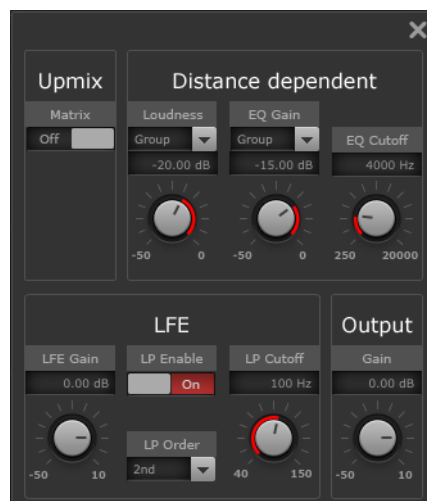 Upmix
Distance dependent
Matrix
Loudness
EQ Gain
Off
Group
Group
EQ Cutoff
-20.00 dB
-15.00 dB
4000 Hz
-50 0
-50 0
250 20000
LFE
Output
LFE Gain
LP Enable
LP Cutoff
Gain
0.00 dB
On
100 Hz
0.00 dB
LP Order
2nd
-50 10
40 150
-50 10